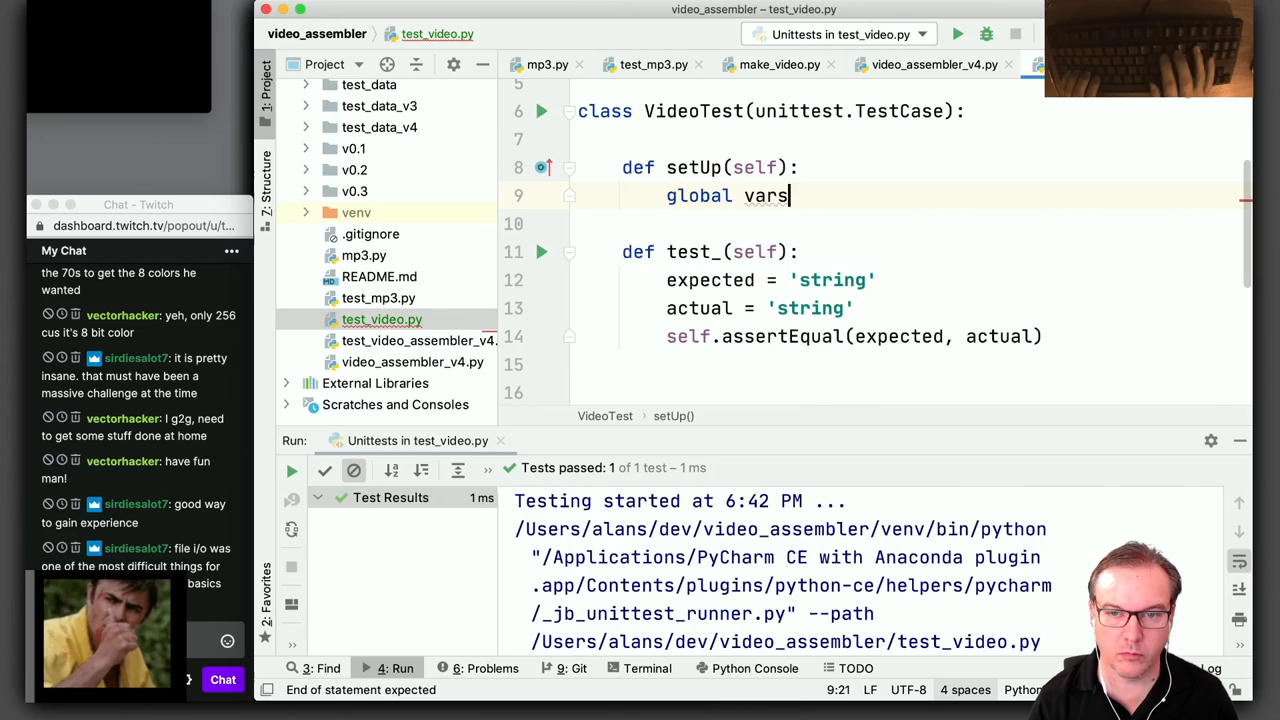 video_assembler – test_video.py
video_assembler
test_video.py
Unittests in test_video.py
1: Project
7: Structure
2: Favorites
Project
mp3.py
test_mp3.py
make_video.py
video_assembler_v4.py
test_data
test_data_v3
test_data_v4
v0.1
v0.2
v0.3
venv
.gitignore
mp3.py
README.md
test_mp3.py
test_video.py
test_video_assembler_v4.
video_assembler_v4.py
External Libraries
Scratches and Consoles
5
6 class VideoTest(unittest.TestCase):
7
8 def setUp(self):
9 global vars
10
11 def test_(self):
12 expected = 'string'
13 actual = 'string'
14 self.assertEqual(expected, actual)
15
16
VideoTest setUp()
Chat - Twitch
dashboard.twitch.tv/popout/u/t...
My Chat
the 70s to get the 8 colors he
wanted
vectorhacker: yeh, only 256
cus it's 8 bit color
sirdiesalot7: it is pretty
insane. that must have been a
massive challenge at the time
vectorhacker: I g2g, need
to get some stuff done at home
vectorhacker: have fun
man!
sirdiesalot7: good way
to gain experience
sirdiesalot7: file i/o was
one of the most difficult things for
basics
Chat
Run:
Unittests in test_video.py
Tests passed: 1 of 1 test – 1 ms
Test Results 1 ms
Testing started at 6:42 PM ...
/Users/alans/dev/video_assembler/venv/bin/python
"/Applications/PyCharm CE with Anaconda plugin
.app/Contents/plugins/python-ce/helpers/pycharm
/_jb_unittest_runner.py" --path
/Users/alans/dev/video_assembler/test_video.py
3: Find
4: Run
6: Problems
9: Git
Terminal
Python Console
TODO
End of statement expected
9:21 LF UTF-8 4 spaces